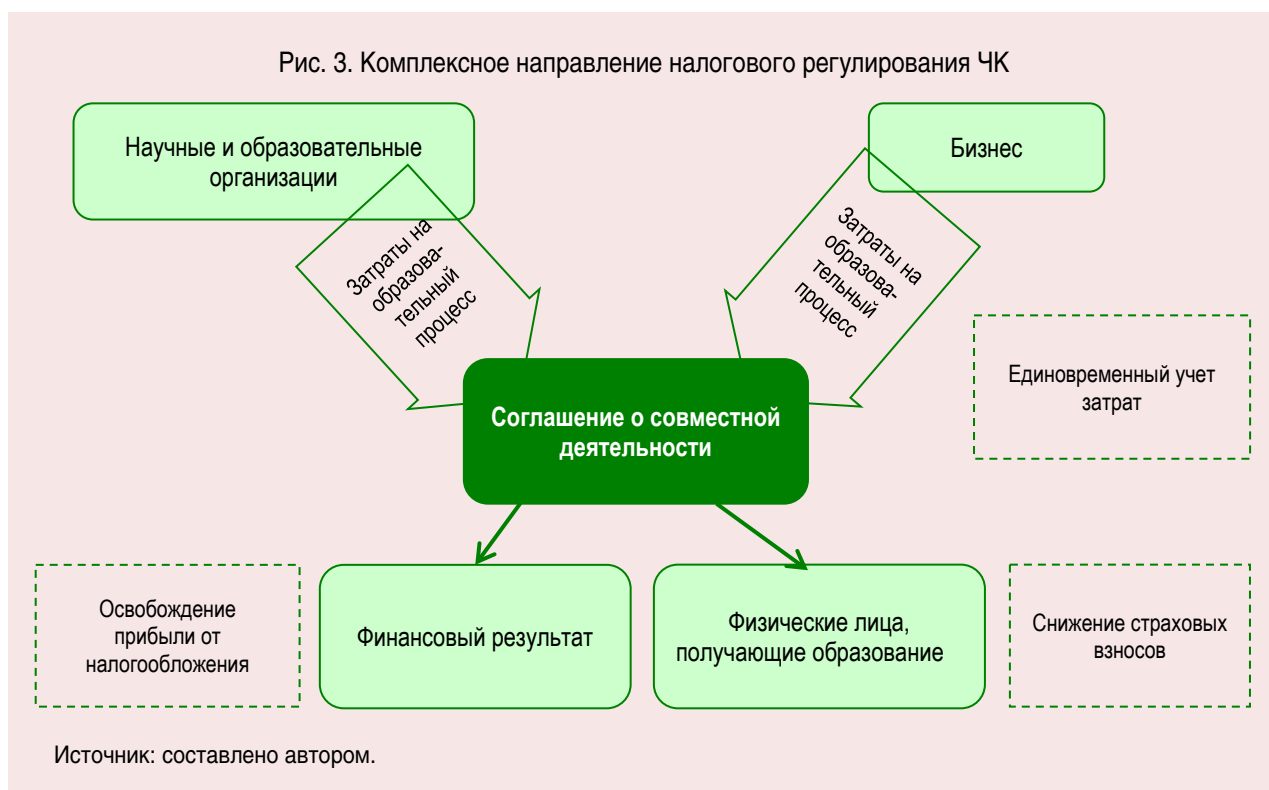 Рис. 3. Комплексное направление налогового регулирования ЧК
Научные и образовательные
организации
Бизнес
Затраты на
образова-
тельный
процесс
Затраты на
образова-
тельный
процесс
Единовременный учет
затрат
Соглашение о совместной
деятельности
Освобождение
прибыли от
налогообложения
Финансовый результат
Физические лица,
получающие образование
Снижение страховых
взносов
Источник: составлено автором.